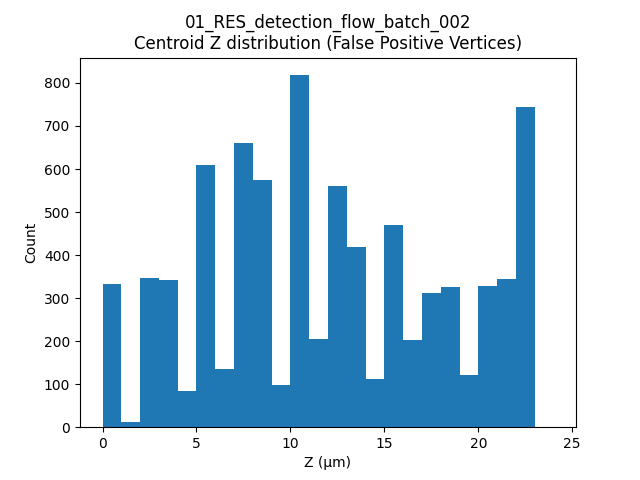 01_RES_detection_flow_batch_002
Centroid Z distribution (False Positive Vertices)
800
700
600
500
400
300
200
100
0
Count
0 5 10 15 20 25
Z (µm)